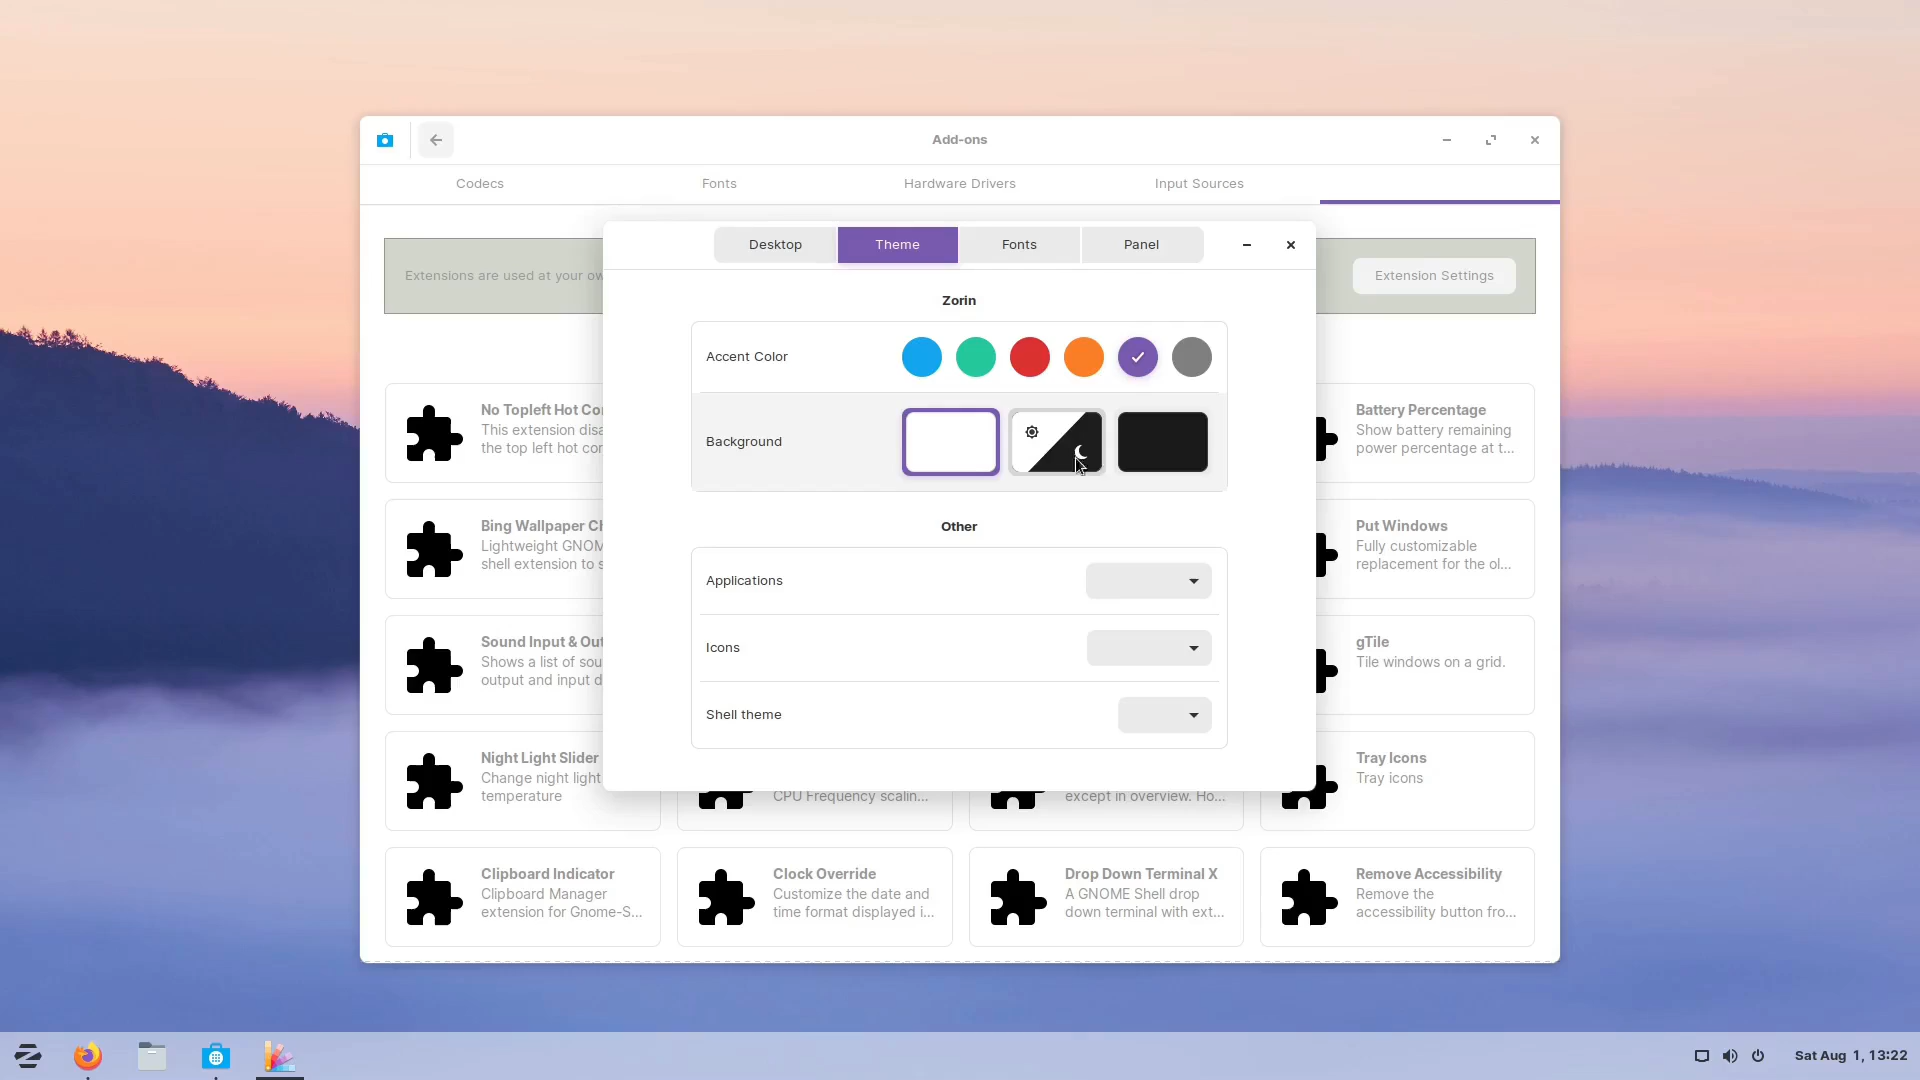 Add-ons
Codecs
Fonts
Hardware Drivers
Input Sources
Desktop
Theme
Fonts
Panel
Extensions are used at your ow
Extension Settings
Zorin
Accent Color
Background
Other
Applications
Icons
Shell theme
No Topleft Hot Co
This extension disa
the top left hot cor
Battery Percentage
Show battery remaining
power percentage at t...
Bing Wallpaper Ch
Lightweight GNOM
shell extension to s
Put Windows
Fully customizable
replacement for the ol...
Sound Input & Out
Shows a list of sou
output and input d
gTile
Tile windows on a grid.
Night Light Slider
Change night light
temperature
CPU Frequency scalin...
except in overview. Ho...
Tray Icons
Tray icons
Clipboard Indicator
Clipboard Manager
extension for Gnome-S...
Clock Override
Customize the date and
time format displayed i...
Drop Down Terminal X
A GNOME Shell drop
down terminal with ext...
Remove Accessibility
Remove the
accessibility button fro...
Sat Aug 1, 13:22